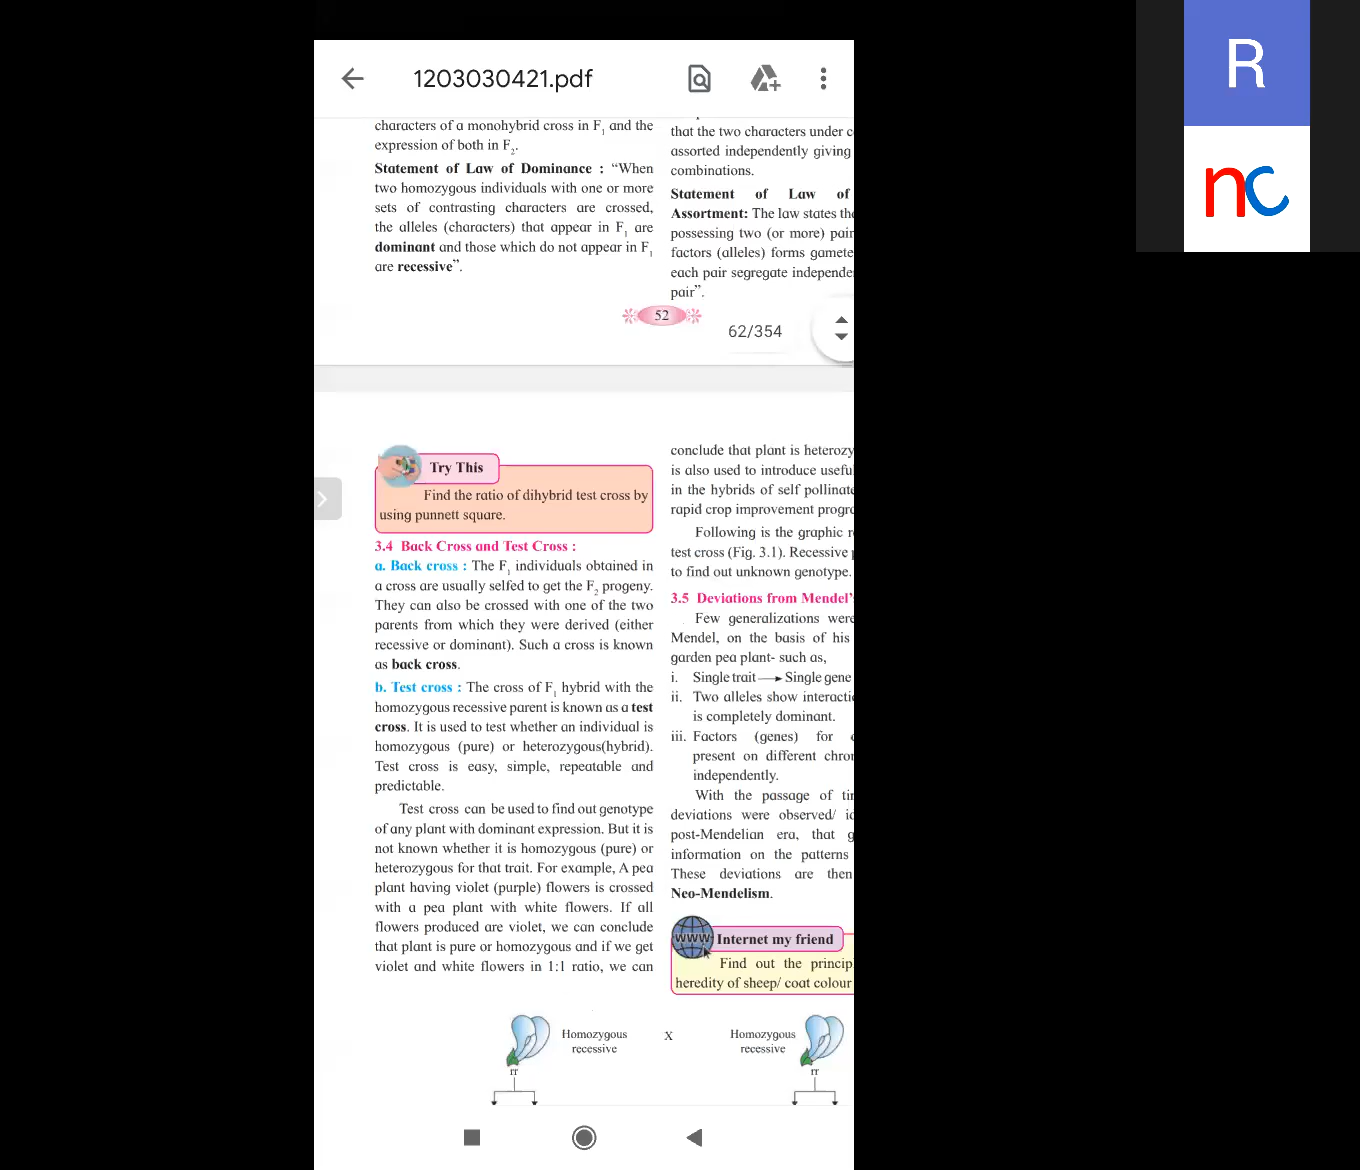 R
nc
1203030421.pdf
characters of a monohybrid cross in F1 and the
expression of both in F2.
Statement of Law of Dominance : “When
two homozygous individuals with one or more
sets of contrasting characters are crossed,
the alleles (characters) that appear in F1 are
dominant and those which do not appear in F1
are recessive”.
that the two characters under c
assorted independently giving
combinations.
Statement of Law of
Assortment: The law states the
possessing two (or more) pair
factors (alleles) forms gamete
each pair segregate independe
pair”.
52
62/354
Try This
Find the ratio of dihybrid test cross by
using punnett square.
3.4 Back Cross and Test Cross :
a. Back cross : The F1 individuals obtained in
a cross are usually selfed to get the F2 progeny.
They can also be crossed with one of the two
parents from which they were derived (either
recessive or dominant). Such a cross is known
as back cross.
b. Test cross : The cross of F1 hybrid with the
homozygous recessive parent is known as a test
cross. It is used to test whether an individual is
homozygous (pure) or heterozygous(hybrid).
Test cross is easy, simple, repeatable and
predictable.
Test cross can be used to find out genotype
of any plant with dominant expression. But it is
not known whether it is homozygous (pure) or
heterozygous for that trait. For example, A pea
plant having violet (purple) flowers is crossed
with a pea plant with white flowers. If all
flowers produced are violet, we can conclude
that plant is pure or homozygous and if we get
violet and white flowers in 1:1 ratio, we can
conclude that plant is heterozy
is also used to introduce useful
in the hybrids of self pollinate
rapid crop improvement progra
Following is the graphic r
test cross (Fig. 3.1). Recessive
to find out unknown genotype.
3.5 Deviations from Mendel’
Few generalizations were
Mendel, on the basis of his
garden pea plant- such as,
i. Single trait → Single gene
ii. Two alleles show interacti
is completely dominant.
iii. Factors (genes) for
present on different chro
independently.
With the passage of tin
deviations were observed/ i
post-Mendelian era, that g
information on the patterns
These deviations are then
Neo-Mendelism.
WWW
Internet my friend
Find out the princip
heredity of sheep/ coat colour
Homozygous
recessive
X
Homozygous
recessive
rr
rr